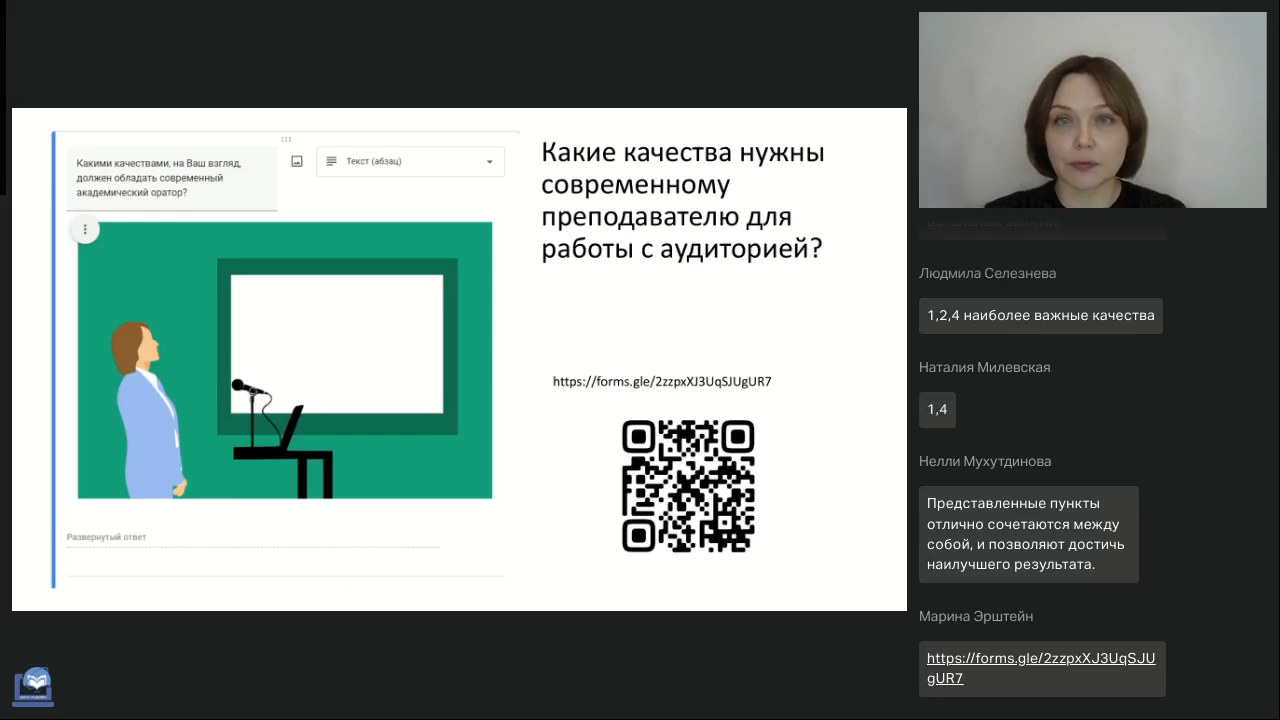 Какими качествами, на Ваш взгляд,
должен обладать современный
академический оратор?
Текст (абзац)
Развернутый ответ
Какие качества нужны
современному
преподавателю для
работы с аудиторией?
https://forms.gle/2zzpxXJ3UqSJUgUR7
Людмила Селезнева
1,2,4 наиболее важные качества
Наталия Милевская
1,4
Нелли Мухутдинова
Представленные пункты
отлично сочетаются между
собой, и позволяют достичь
наилучшего результата.
Марина Эрштейн
https://forms.gle/2zzpxXJ3UqSJU
gUR7